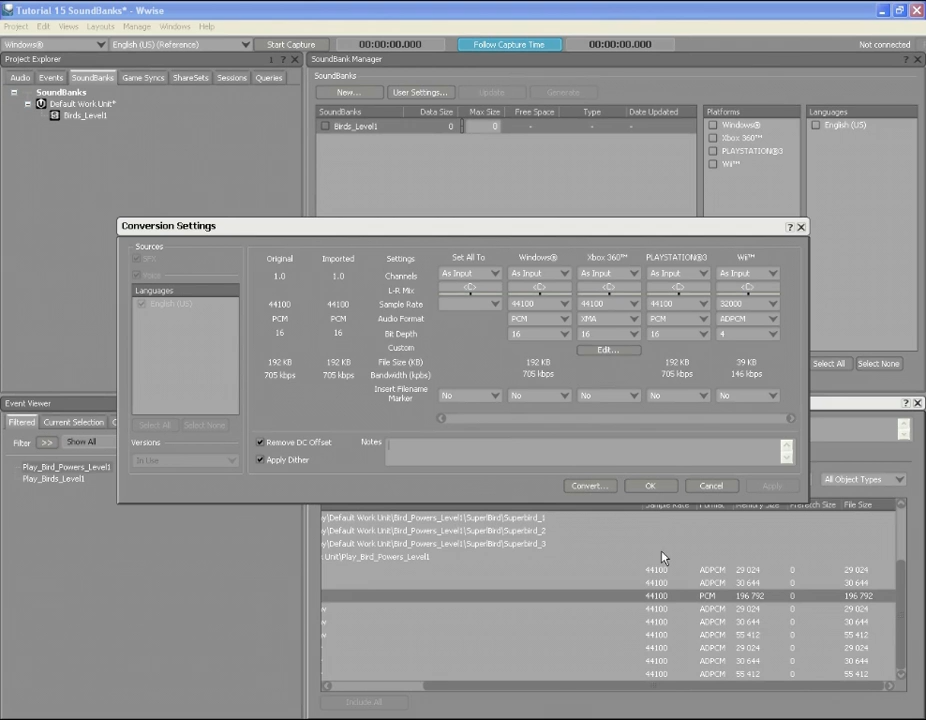 Tutorial 15 SoundBanks* - Wwise
Project Edit Views Layouts Manage Windows Help
Windows® English (US) (Reference) Start Capture 00:00:00.000 Follow Capture Time 00:00:00.000 Not connected
Project Explorer ? X
Audio Events SoundBanks Game Syncs ShareSets Sessions Queries
SoundBanks
Default Work Unit*
Birds_Level1
SoundBank Manager
SoundBanks
New... User Settings... Update Generate
SoundBanks Data Size Max Size Free Space Type Date Updated
Birds_Level1 0 0 - - -
Platforms
Windows®
Xbox 360™
PLAYSTATION®3
Wii™
Languages
English (US)
Select All Select None
Conversion Settings
Sources
SFX
Voice
Languages
English (US)
Select All Select None
Versions
In Use
Original Imported Settings Set All To Windows® Xbox 360™ PLAYSTATION®3 Wii™
1.0 1.0 Channels As Input As Input As Input As Input As Input
L-R Mix <C> <C> <C> <C> <C>
44100 44100 Sample Rate 44100 44100 44100 32000
PCM PCM Audio Format PCM XMA PCM ADPCM
16 16 Bit Depth 16 16 16 4
Custom Edit...
192 KB 192 KB File Size (KB) 192 KB 192 KB 39 KB
705 kbps 705 kbps Bandwidth (kbps) 705 kbps 705 kbps 146 kbps
Insert Filename
Marker No No No No No
Remove DC Offset Notes
Apply Dither
Convert... OK Cancel Apply
Event Viewer
Filtered Current Selection
Filter >> Show All
Play_Bird_Powers_Level1
Play_Birds_Level1
All Object Types
Sample Rate Format Memory Size Prefetch Size File Size
y\Default Work Unit\Bird_Powers_Level1\SuperBird\Superbird_1
y\Default Work Unit\Bird_Powers_Level1\SuperBird\Superbird_2
y\Default Work Unit\Bird_Powers_Level1\SuperBird\Superbird_3
Unit\Play_Bird_Powers_Level1
44100 ADPCM 29 024 0 29 024
44100 ADPCM 30 644 0 30 644
44100 PCM 196 792 0 196 792
44100 ADPCM 29 024 0 29 024
44100 ADPCM 30 644 0 30 644
44100 ADPCM 55 412 0 55 412
44100 ADPCM 29 024 0 29 024
44100 ADPCM 30 644 0 30 644
44100 ADPCM 55 412 0 55 412
Include All